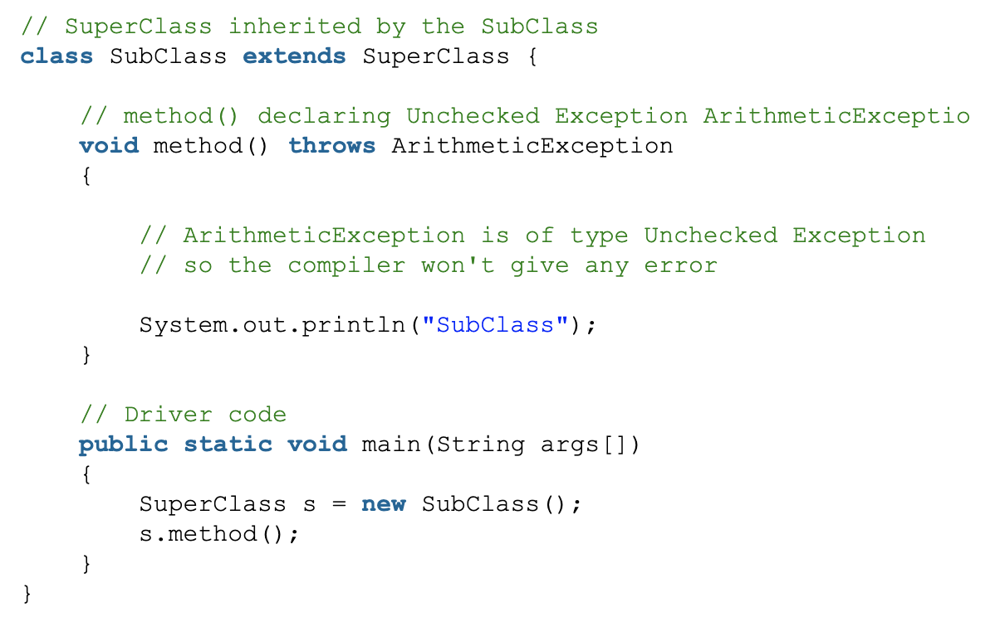 // SuperClass inherited by the SubClass
class SubClass extends SuperClass {
// method() declaring Unchecked Exception ArithmeticExceptio
void method() throws ArithmeticException
{
// ArithmeticException is of type Unchecked Exception
// so the compiler won't give any error
System.out.println("SubClass");
}
// Driver code
public static void main(String args[])
{
SuperClass s = new SubClass();
s.method();
}
}